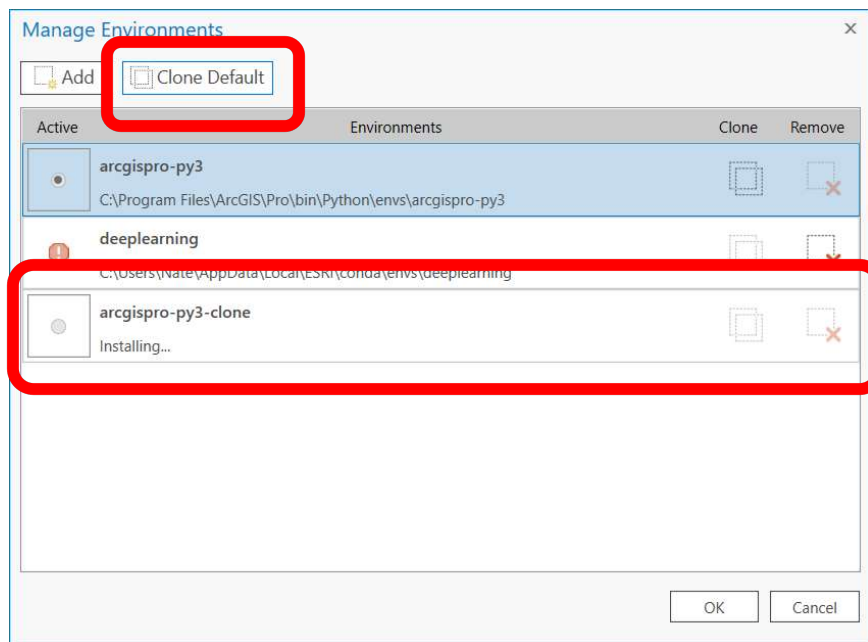 Manage Environments
Add
Clone Default
Active Environments Clone Remove
arcgispro-py3
C:\Program Files\ArcGIS\Pro\bin\Python\envs\arcgispro-py3
deeplearning
C:\Users\Nate\AppData\Local\ESRI\conda\envs\deeplearning
arcgispro-py3-clone
Installing...
OK Cancel